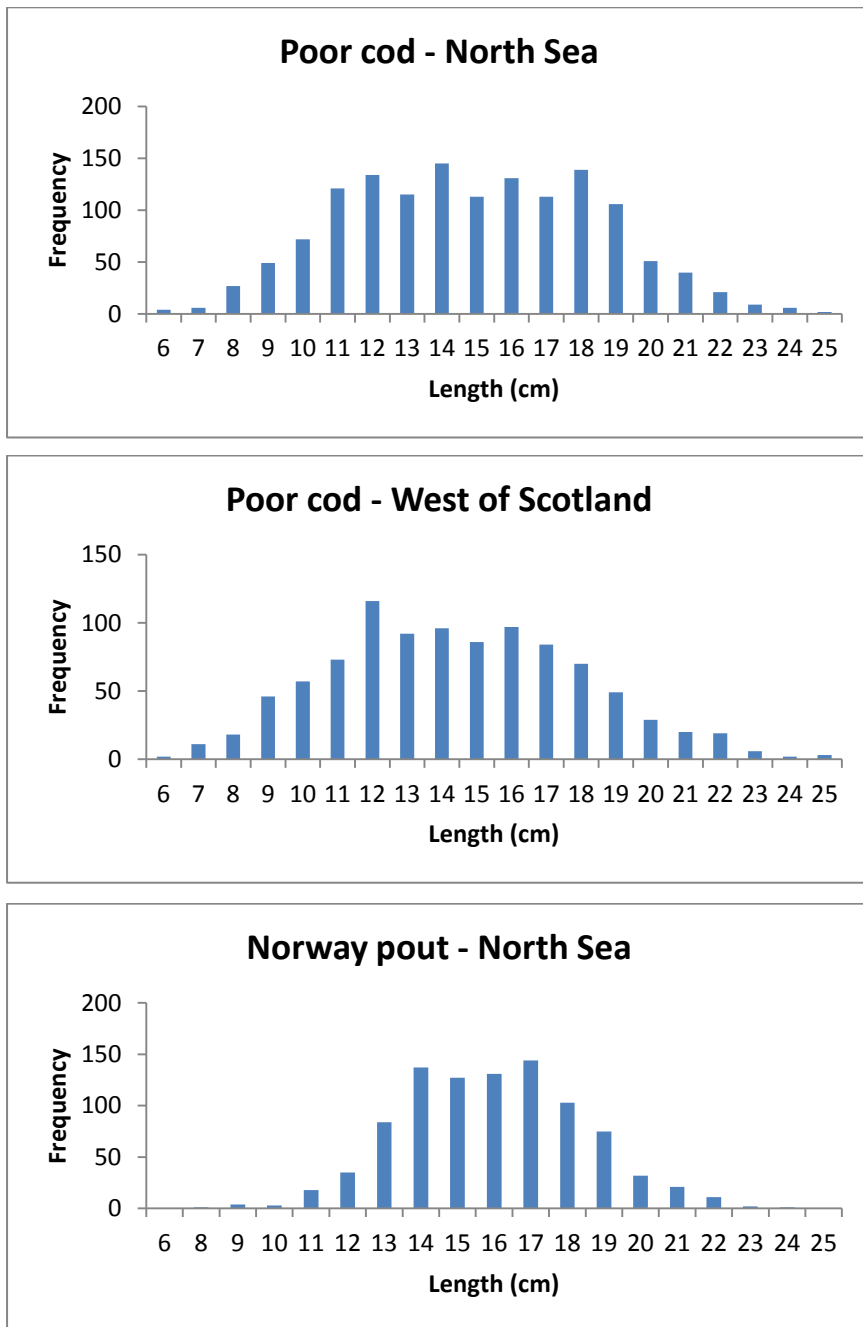 Poor cod - North Sea
200
150
100
50
0
Frequency
6 7 8 9 10 11 12 13 14 15 16 17 18 19 20 21 22 23 24 25
Length (cm)
Poor cod - West of Scotland
150
100
50
0
Frequency
6 7 8 9 10 11 12 13 14 15 16 17 18 19 20 21 22 23 24 25
Length (cm)
Norway pout - North Sea
200
150
100
50
0
Frequency
6 8 9 10 11 12 13 14 15 16 17 18 19 20 21 22 23 24 25
Length (cm)